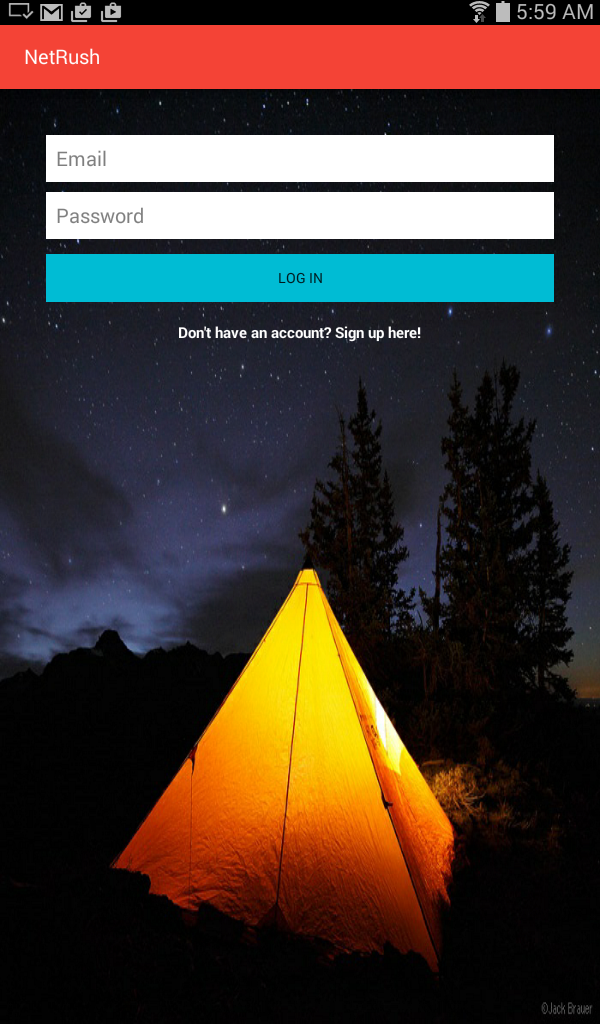 5:59 AM
NetRush
Email
Password
LOG IN
Don't have an account? Sign up here!
©Jack Brauer